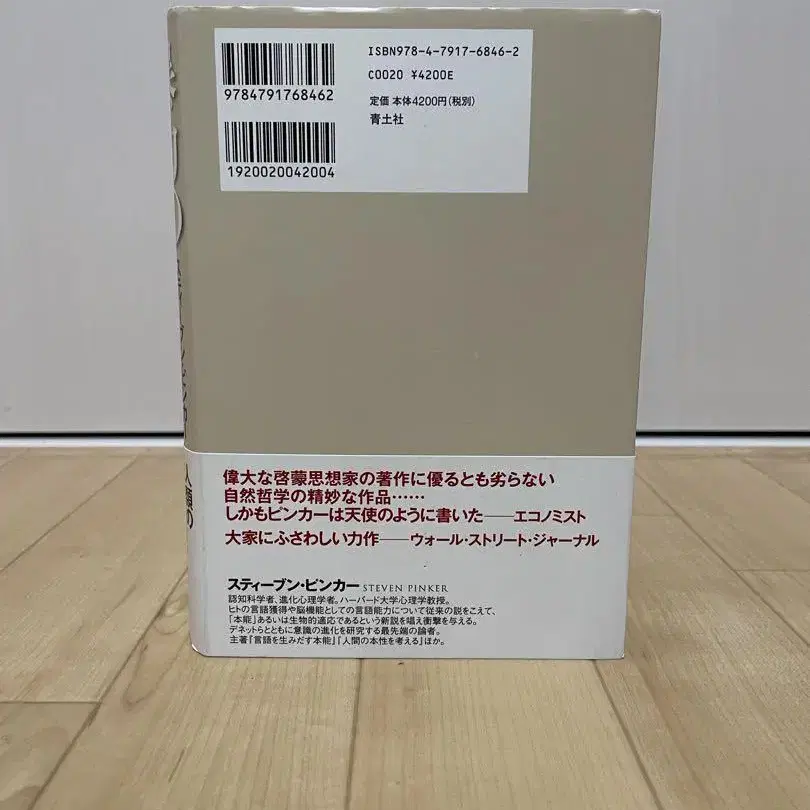 ISBN978-4-7917-6846-2
C0020 ¥4200E
定価 本体4200円(税別)
青土社
9784791768462
1920020042004
偉大な啓蒙思想家の著作に優るとも劣らない
自然哲学の精妙な作品……
しかもピンカーは天使のように書いた──エコノミスト
大家にふさわしい力作──ウォール・ストリート・ジャーナル
スティーブン・ピンカー STEVEN PINKER
認知科学者、進化心理学者。ハーバード大学心理学教授。
ヒトの言語獲得や脳機能としての言語能力について従来の説をこえて、
「本能」あるいは生物的適応であるという新説を唱え衝撃を与える。
デネットらとともに意識の進化を研究する最先端の論者。
主著『言語を生みだす本能』『人間の本性を考える』ほか。